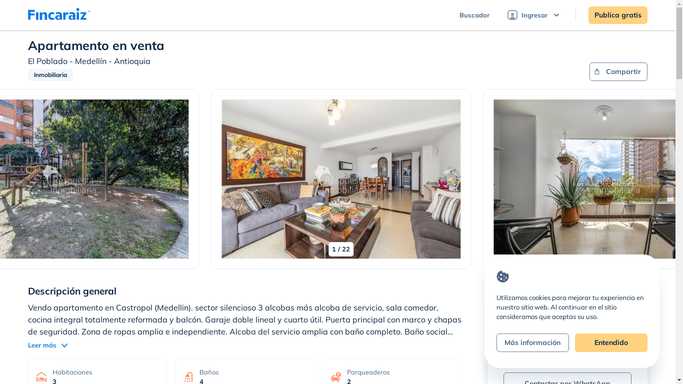 Fincaraiz
Buscador
Ingresar
Publica gratis
Apartamento en venta
El Poblado - Medellín - Antioquia
Inmobiliaria
Compartir
1 / 22
Descripción general
Vendo apartamento en Castropol (Medellin). sector silencioso 3 alcobas más alcoba de servicio, sala comedor,
cocina integral totalmente reformada y balcón. Garaje doble lineal y cuarto útil. Puerta principal con marco y chapas
de seguridad. Zona de ropas amplia e independiente. Alcoba del servicio amplia con baño completo. Baño social...
Leer más
Habitaciones
3
Baños
4
Parqueaderos
2
Utilizamos cookies para mejorar tu experiencia en
nuestro sitio web. Al continuar en el sitio
consideramos que aceptas su uso.
Más información
Entendido
Contactar por WhatsApp